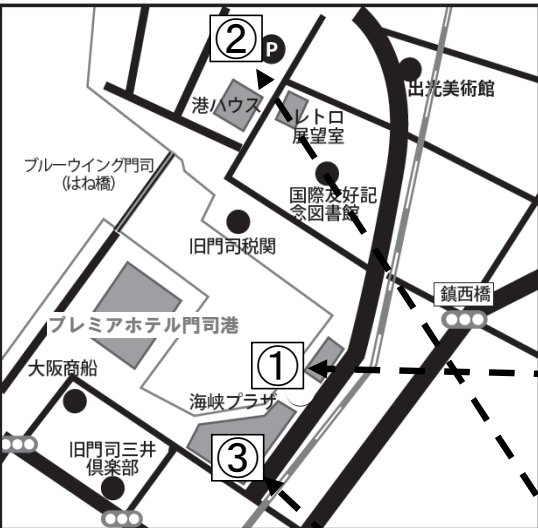 ②
P
港ハウス
出光美術館
レトロ
展望室
ブルーウイング門司
(はね橋)
国際友好記
念図書館
旧門司税関
鎮西橋
プレミアホテル門司港
①
大阪商船
海峡プラザ
旧門司三井
倶楽部
③